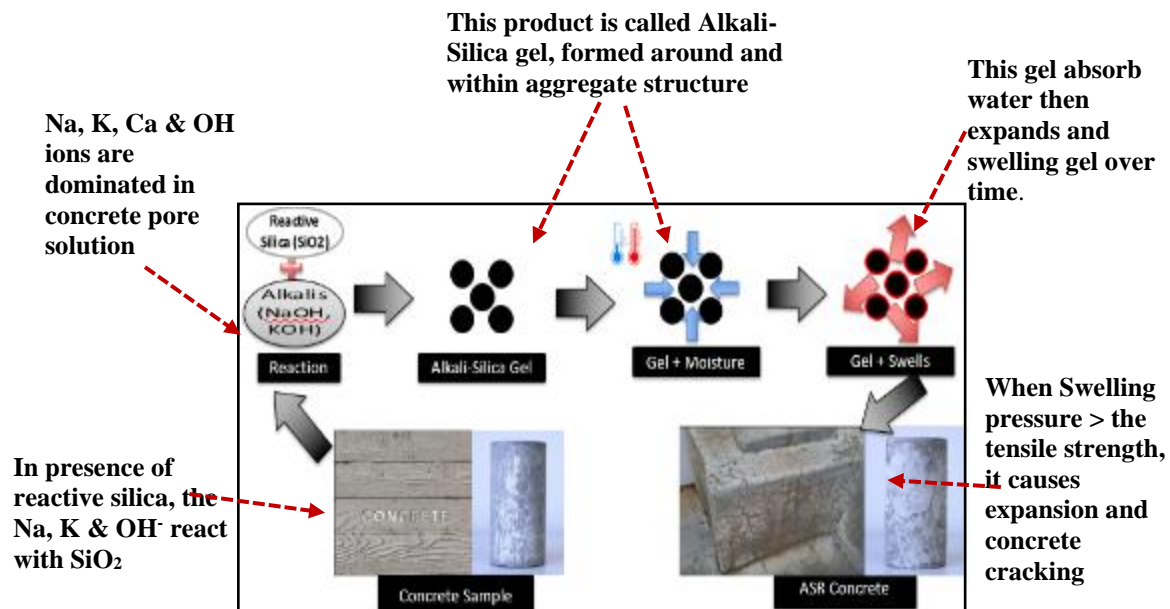 This product is called Alkali-
Silica gel, formed around and
within aggregate structure
This gel absorb
water then
expands and
swelling gel over
time.
Na, K, Ca & OH
ions are
dominated in
concrete pore
solution
Reactive
Silica(SiO2)
Alkalis
(NaOH,
KOH)
Reaction
Alkali-Silica Gel
Gel + Moisture
Gel + Swells
When Swelling
pressure > the
tensile strength,
it causes
expansion and
concrete
cracking
In presence of
reactive silica, the
Na, K & OH⁻ react
with SiO₂
CONCRETE
Concrete Sample
ASR Concrete